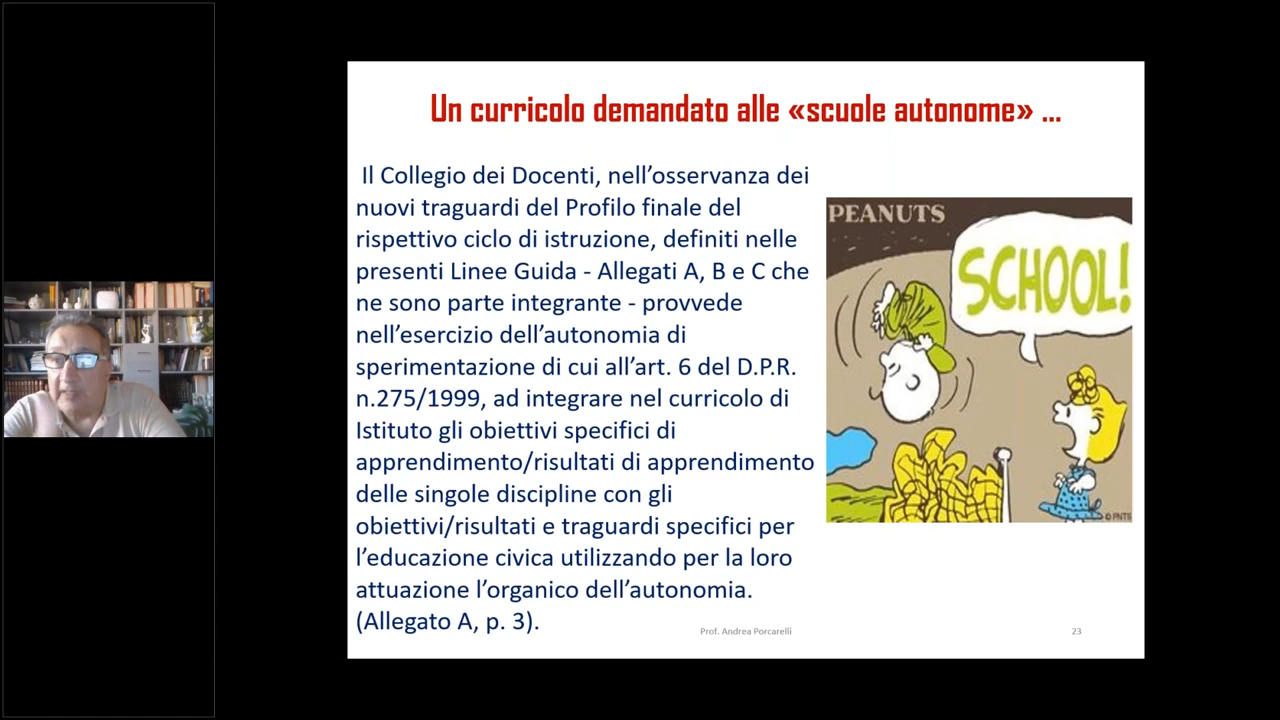 Un curricolo demandato alle «scuole autonome» ...
Il Collegio dei Docenti, nell’osservanza dei
nuovi traguardi del Profilo finale del
rispettivo ciclo di istruzione, definiti nelle
presenti Linee Guida - Allegati A, B e C che
ne sono parte integrante - provvede
nell’esercizio dell’autonomia di
sperimentazione di cui all’art. 6 del D.P.R.
n.275/1999, ad integrare nel curricolo di
Istituto gli obiettivi specifici di
apprendimento/risultati di apprendimento
delle singole discipline con gli
obiettivi/risultati e traguardi specifici per
l’educazione civica utilizzando per la loro
attuazione l’organico dell’autonomia.
(Allegato A, p. 3).
PEANUTS
SCHOOL!
Prof. Andrea Porcarelli
23